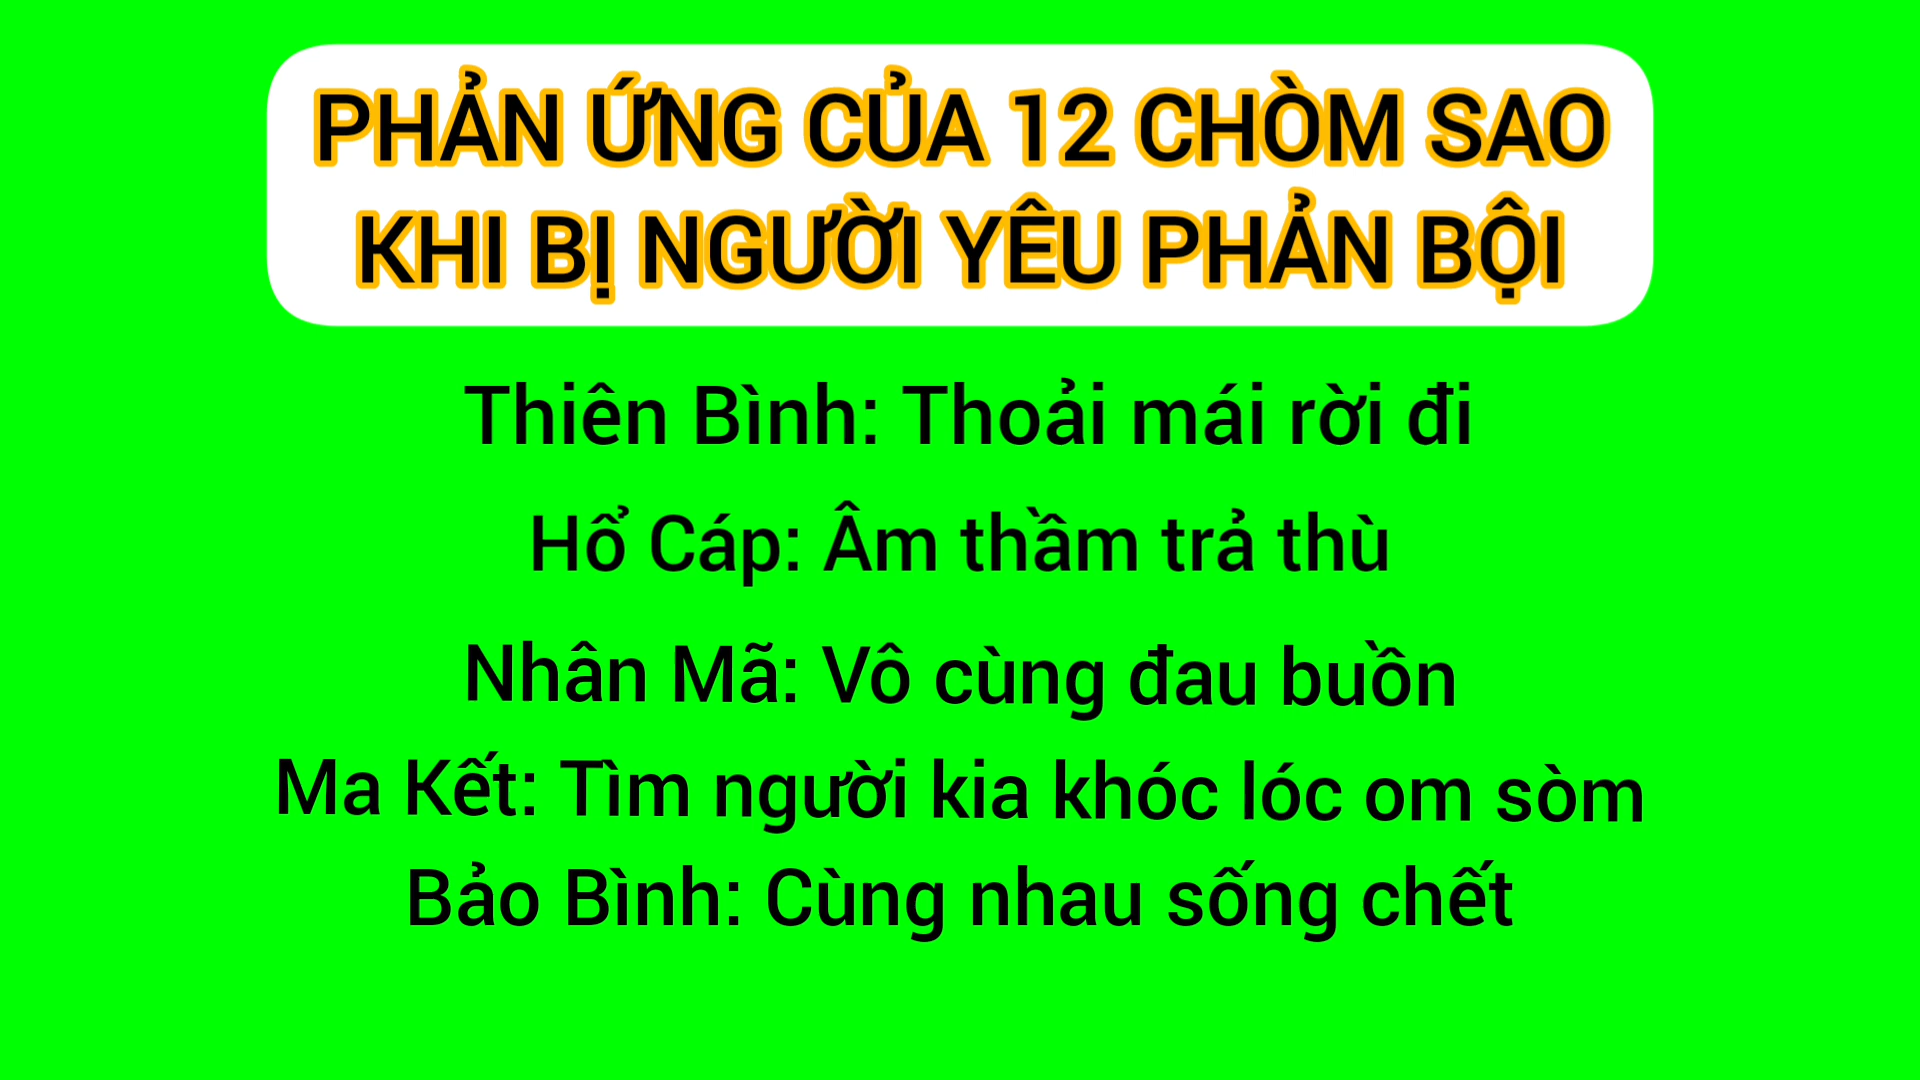 PHẢN ỨNG CỦA 12 CHÒM SAO
KHI BỊ NGƯỜI YÊU PHẢN BỘI
Thiên Bình: Thoải mái rời đi
Hổ Cáp: Âm thầm trả thù
Nhân Mã: Vô cùng đau buồn
Ma Kết: Tìm người kia khóc lóc om sòm
Bảo Bình: Cùng nhau sống chết